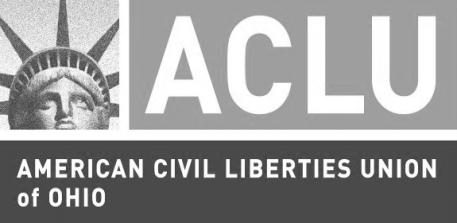 ACLU
AMERICAN CIVIL LIBERTIES UNION
of OHIO